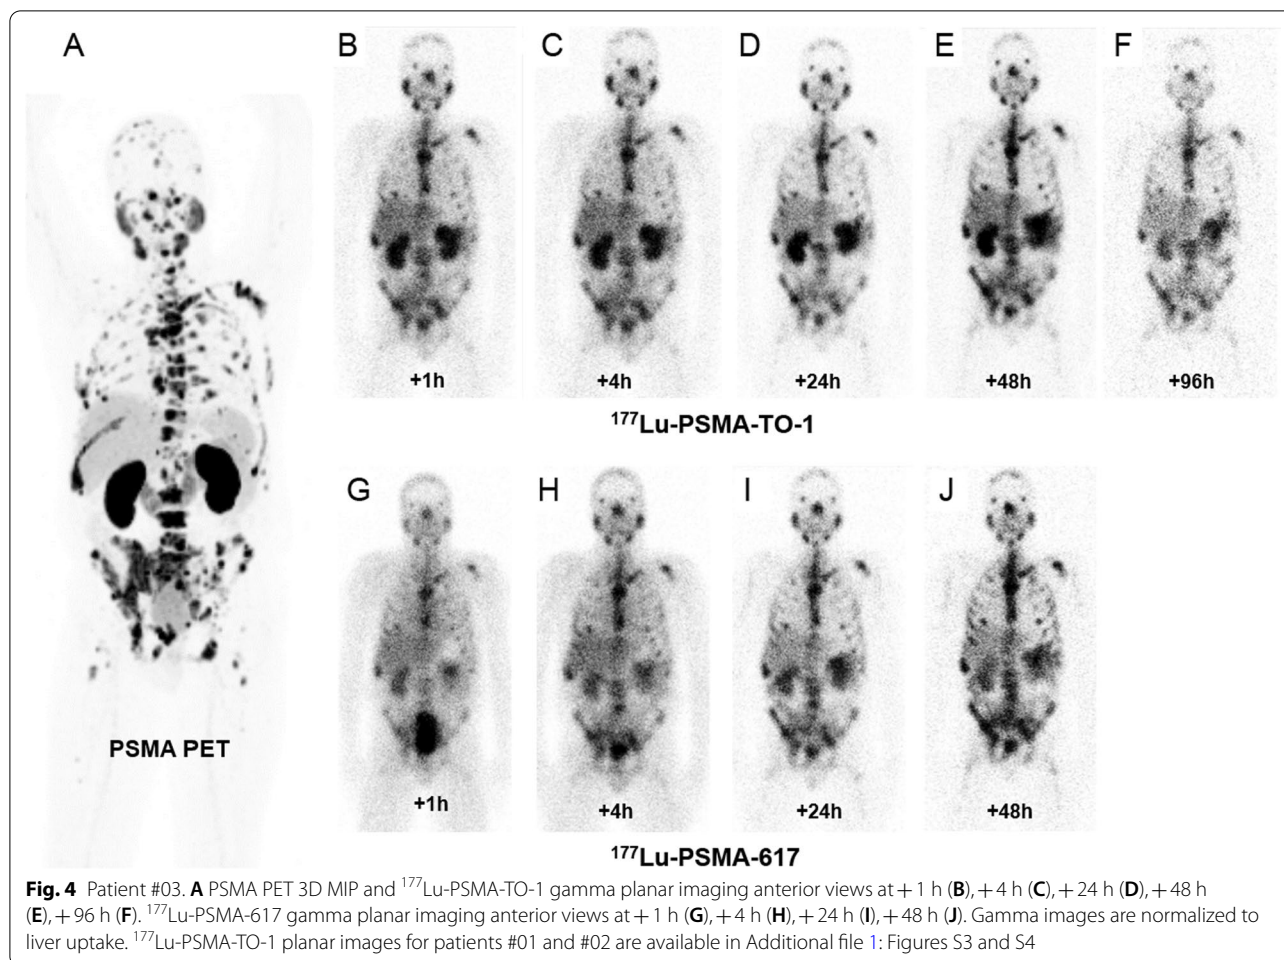 A
B
C
D
E
F
+1h
+4h
+24h
+48h
+96h
¹⁷⁷Lu-PSMA-TO-1
G
H
I
J
PSMA PET
+1h
+4h
+24h
+48h
¹⁷⁷Lu-PSMA-617
Fig. 4 Patient #03. A PSMA PET 3D MIP and ¹⁷⁷Lu-PSMA-TO-1 gamma planar imaging anterior views at + 1 h (B), + 4 h (C), + 24 h (D), + 48 h
(E), + 96 h (F). ¹⁷⁷Lu-PSMA-617 gamma planar imaging anterior views at + 1 h (G), + 4 h (H), + 24 h (I), + 48 h (J). Gamma images are normalized to
liver uptake. ¹⁷⁷Lu-PSMA-TO-1 planar images for patients #01 and #02 are available in Additional file 1: Figures S3 and S4